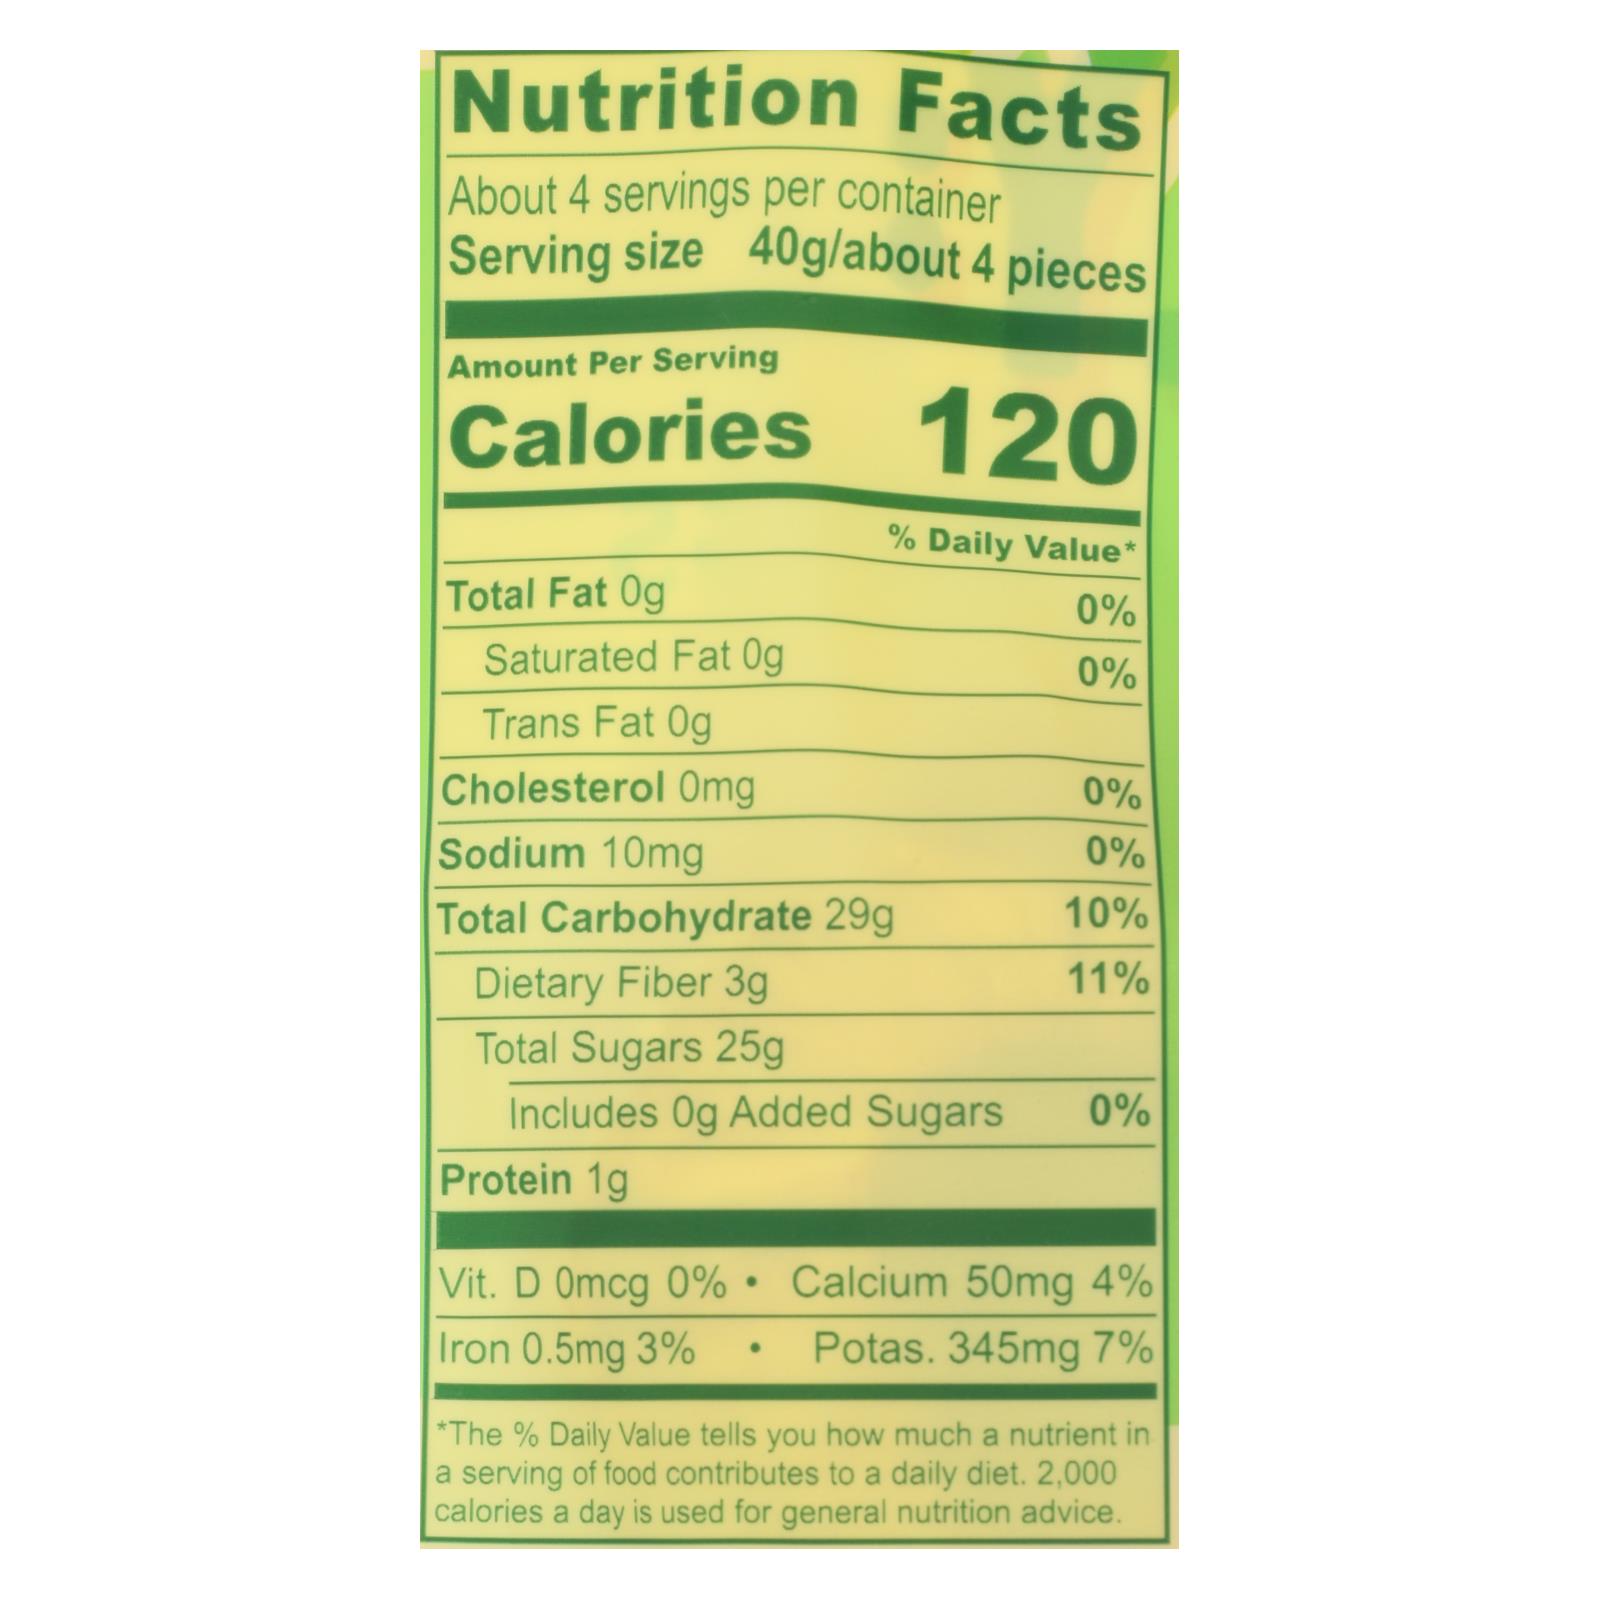 Nutrition Facts
About 4 servings per container
Serving size 40g/about 4 pieces
Amount Per Serving
Calories 120
% Daily Value*
Total Fat 0g 0%
Saturated Fat 0g 0%
Trans Fat 0g
Cholesterol 0mg 0%
Sodium 10mg 0%
Total Carbohydrate 29g 10%
Dietary Fiber 3g 11%
Total Sugars 25g
Includes 0g Added Sugars 0%
Protein 1g
Vit. D 0mcg 0% • Calcium 50mg 4%
Iron 0.5mg 3% • Potas. 345mg 7%
*The % Daily Value tells you how much a nutrient in
a serving of food contributes to a daily diet. 2,000
calories a day is used for general nutrition advice.